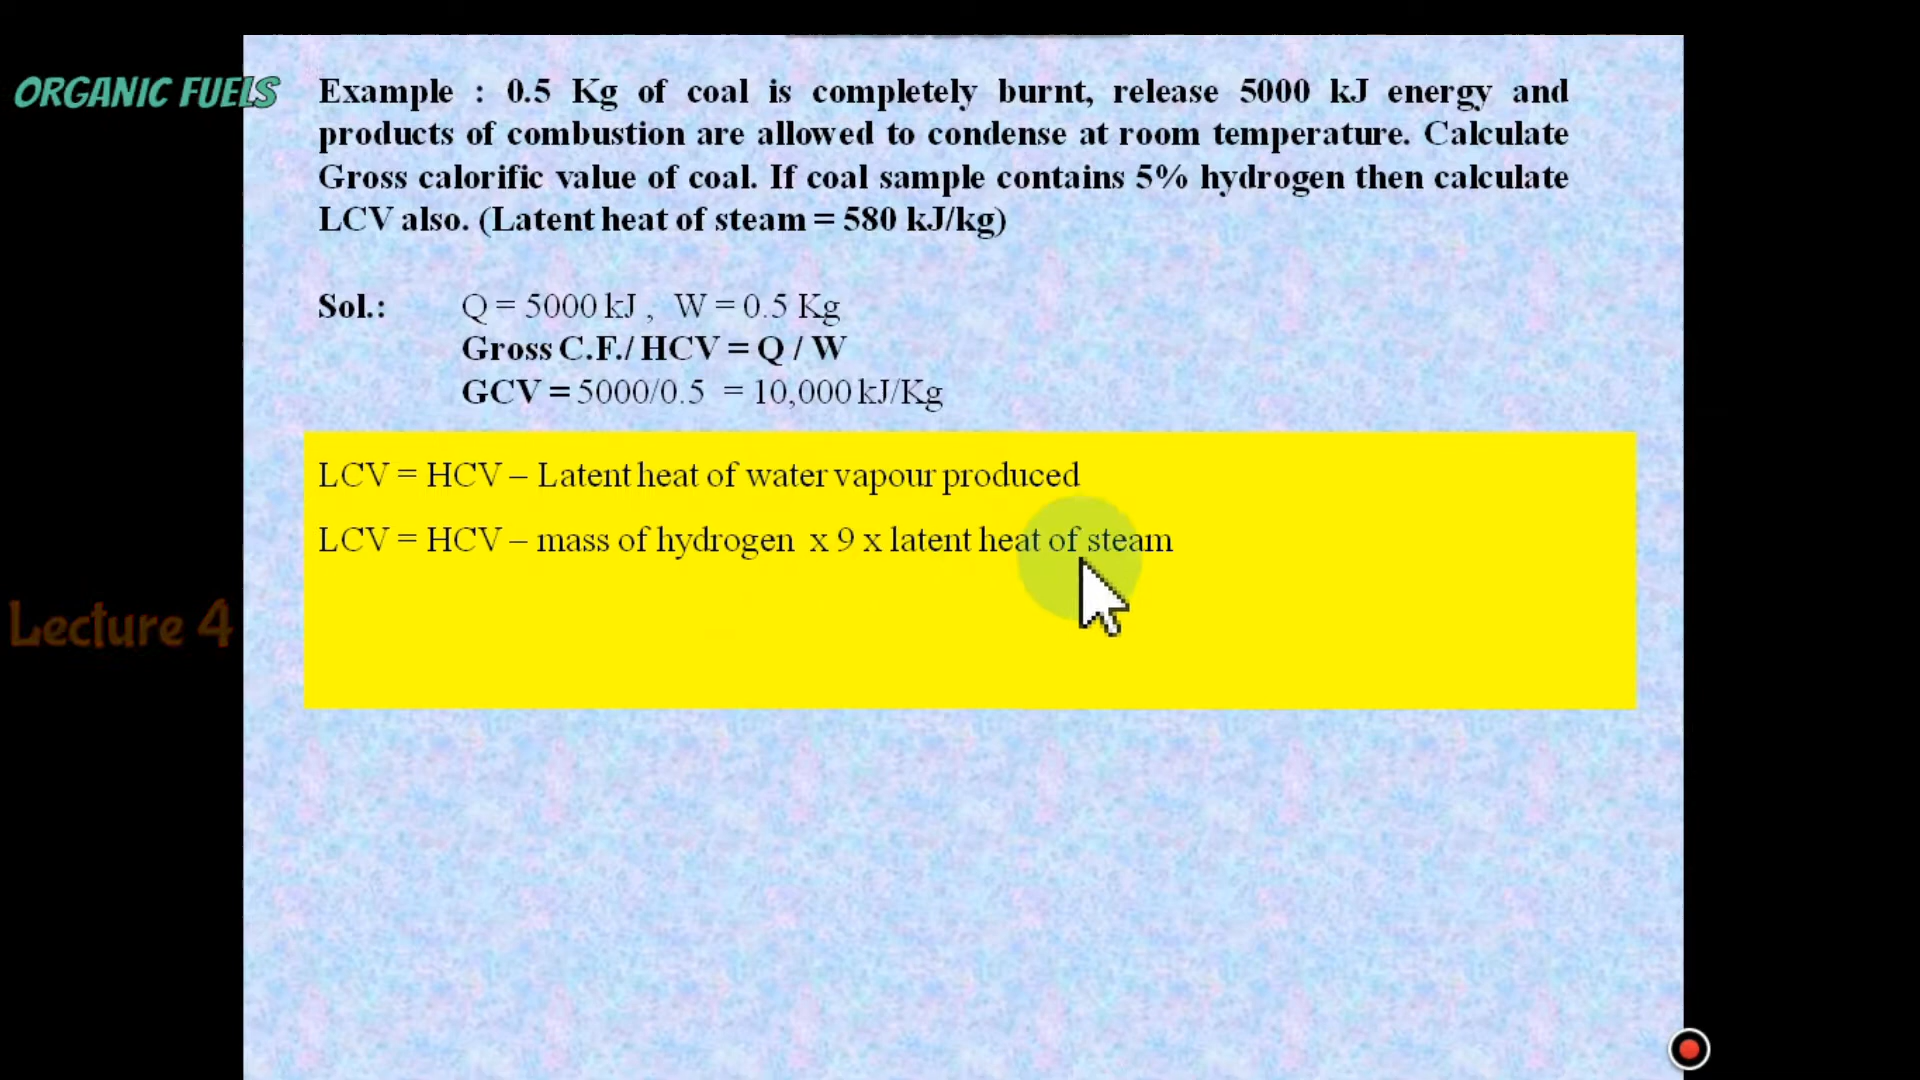 ORGANIC FUELS
Example : 0.5 Kg of coal is completely burnt, release 5000 kJ energy and
products of combustion are allowed to condense at room temperature. Calculate
Gross calorific value of coal. If coal sample contains 5% hydrogen then calculate
LCV also. (Latent heat of steam = 580 kJ/kg)
Sol.: Q = 5000 kJ , W = 0.5 Kg
Gross C.F./ HCV = Q / W
GCV = 5000/0.5 = 10,000 kJ/Kg
LCV = HCV – Latent heat of water vapour produced
LCV = HCV – mass of hydrogen x 9 x latent heat of steam
Lecture 4